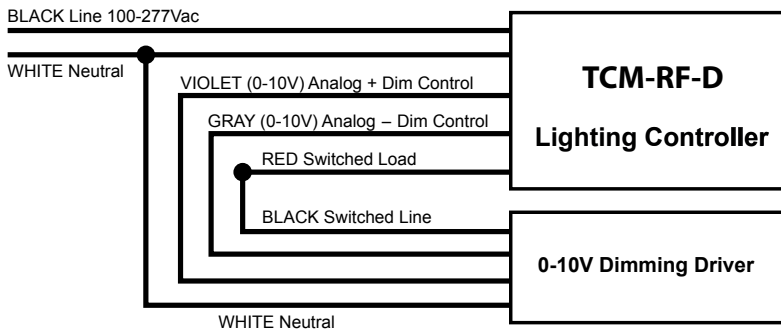 BLACK Line 100-277Vac
WHITE Neutral
VIOLET (0-10V) Analog + Dim Control
GRAY (0-10V) Analog – Dim Control
RED Switched Load
BLACK Switched Line
WHITE Neutral
TCM-RF-D
Lighting Controller
0-10V Dimming Driver